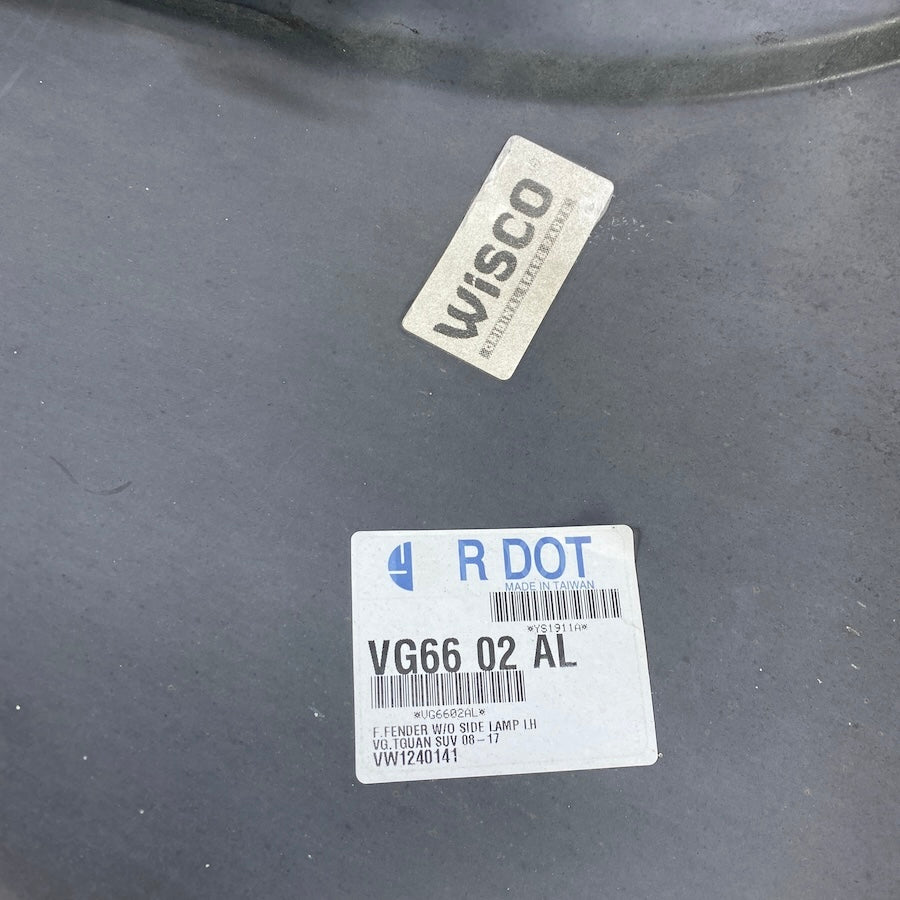 WisCO
R DOT
MADE IN TAIWAN
*YS1911A*
VG66 02 AL
*VG6602AL*
F.FENDER W/O SIDE LAMP LH
VG.TGUAN SUV 08-17
VW1240141